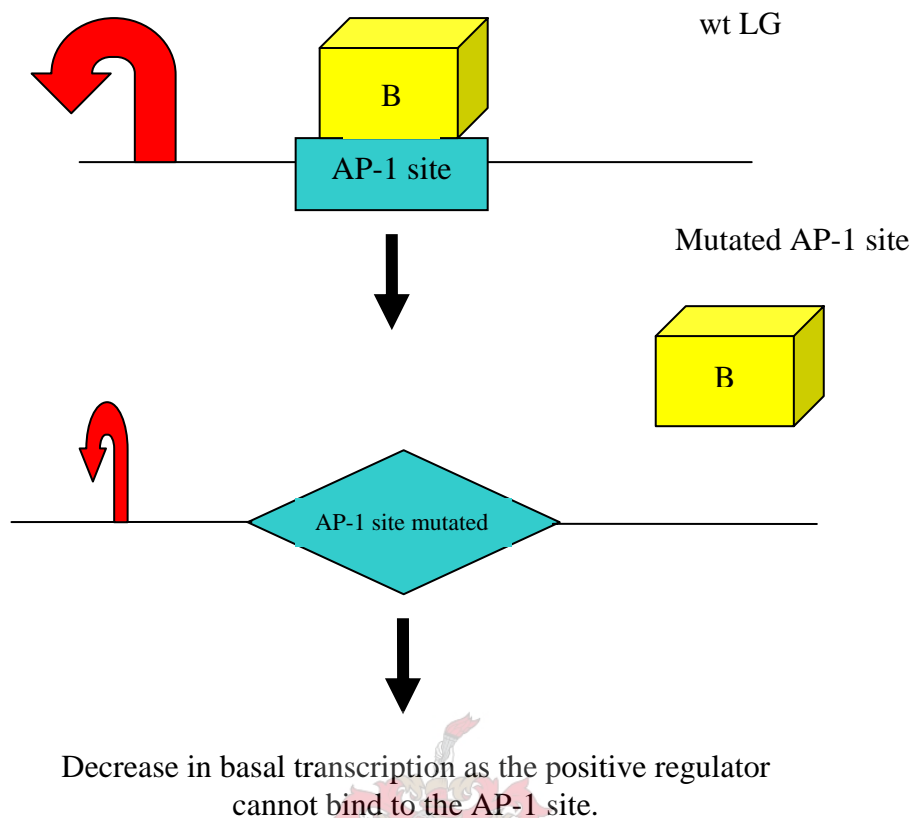 wt LG
B
AP-1 site
Mutated AP-1 site
B
AP-1 site mutated
Decrease in basal transcription as the positive regulator
cannot bind to the AP-1 site.